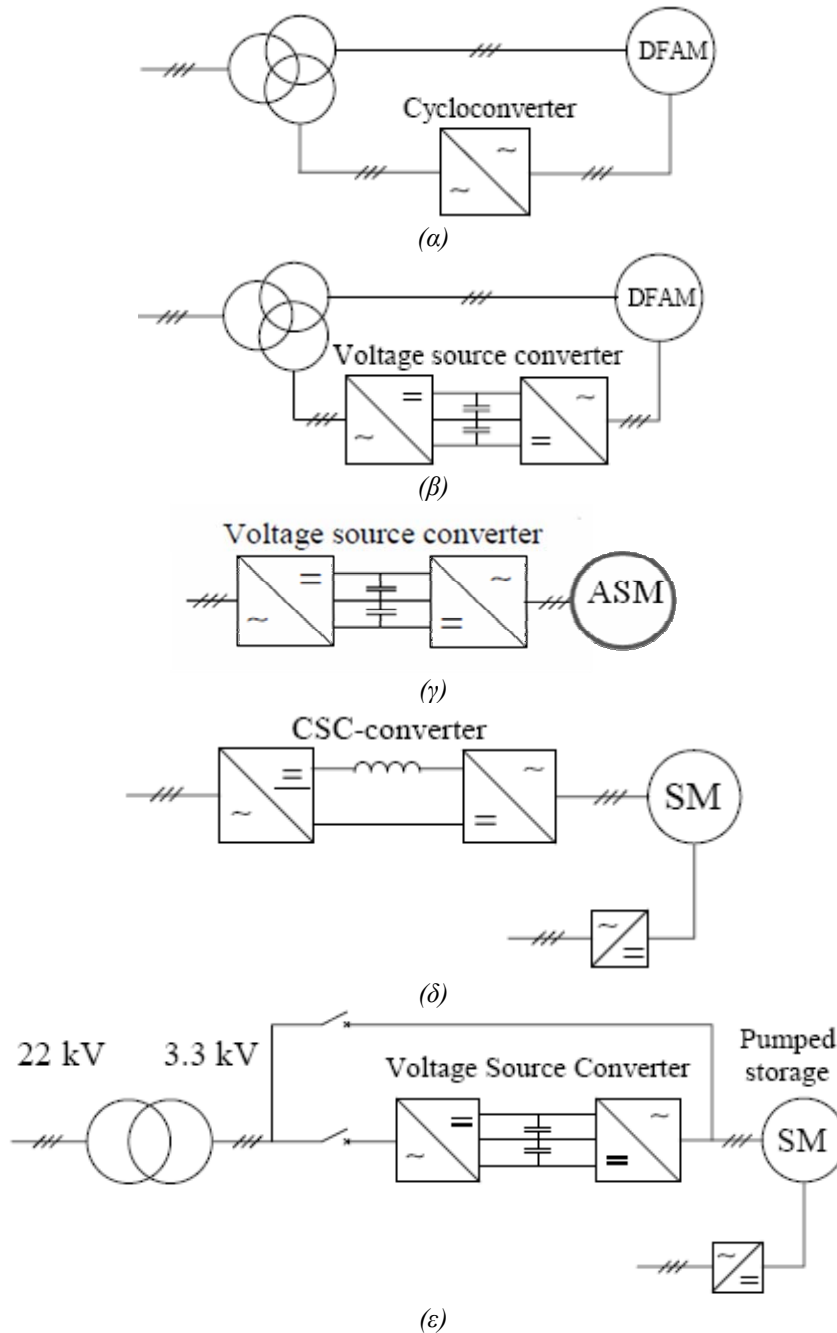 DFAM
Cycloconverter
~
~
(α)
DFAM
Voltage source converter
=
~
~
=
(β)
Voltage source converter
=
~
~
=
ASM
(γ)
CSC-converter
=
~
~
=
SM
~
=
(δ)
22 kV 3.3 kV
Voltage Source Converter
Pumped
storage
=
~
~
=
SM
~
=
(ε)